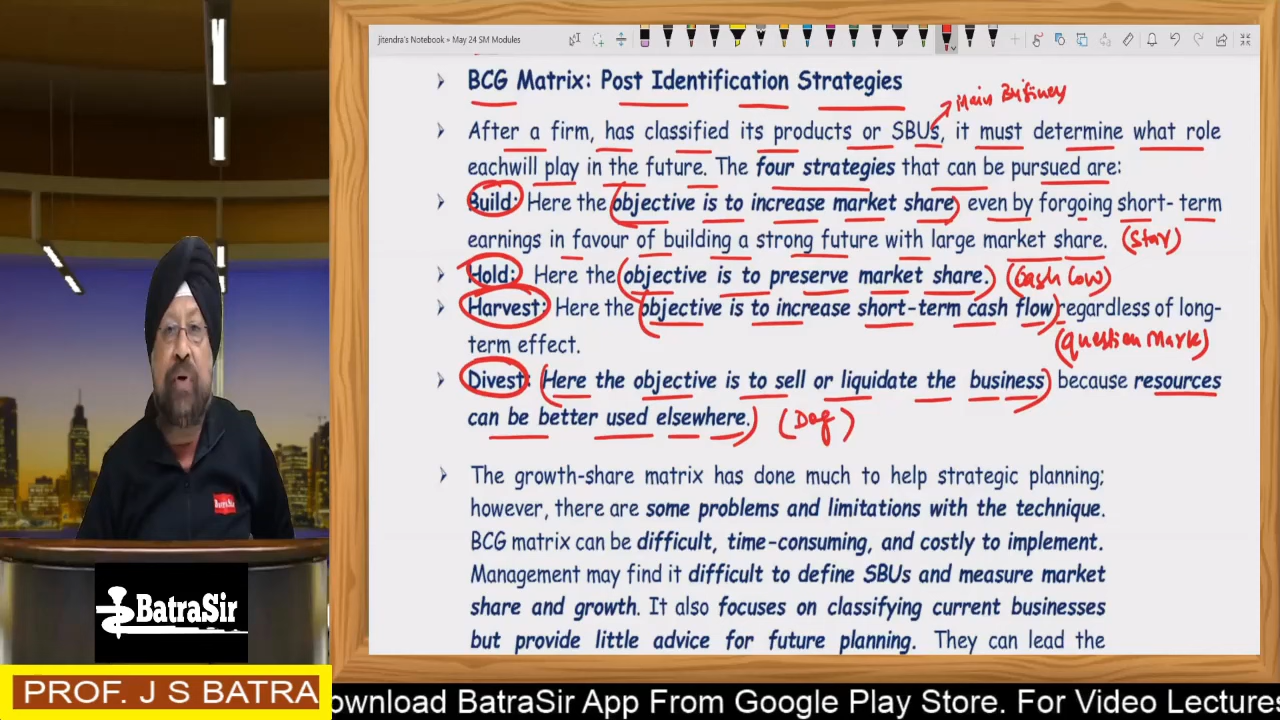 jitendra's Notebook » May 24 SM Modules
BCG Matrix: Post Identification Strategies
Main Business
After a firm, has classified its products or SBUs, it must determine what role
eachwill play in the future. The four strategies that can be pursued are:
Build: Here the objective is to increase market share) even by forgoing short- term
earnings in favour of building a strong future with large market share. (Star)
Hold: Here the (objective is to preserve market share.) (Cash Cow)
Harvest: Here the (objective is to increase short-term cash flow) regardless of long-
term effect. (Question Mark)
Divest: (Here the objective is to sell or liquidate the business) because resources
can be better used elsewhere.) (Dog)
The growth-share matrix has done much to help strategic planning;
however, there are some problems and limitations with the technique.
BCG matrix can be difficult, time-consuming, and costly to implement.
Management may find it difficult to define SBUs and measure market
share and growth. It also focuses on classifying current businesses
but provide little advice for future planning. They can lead the
BatraSir
PROF. J S BATRA
ownload BatraSir App From Google Play Store. For Video Lectures